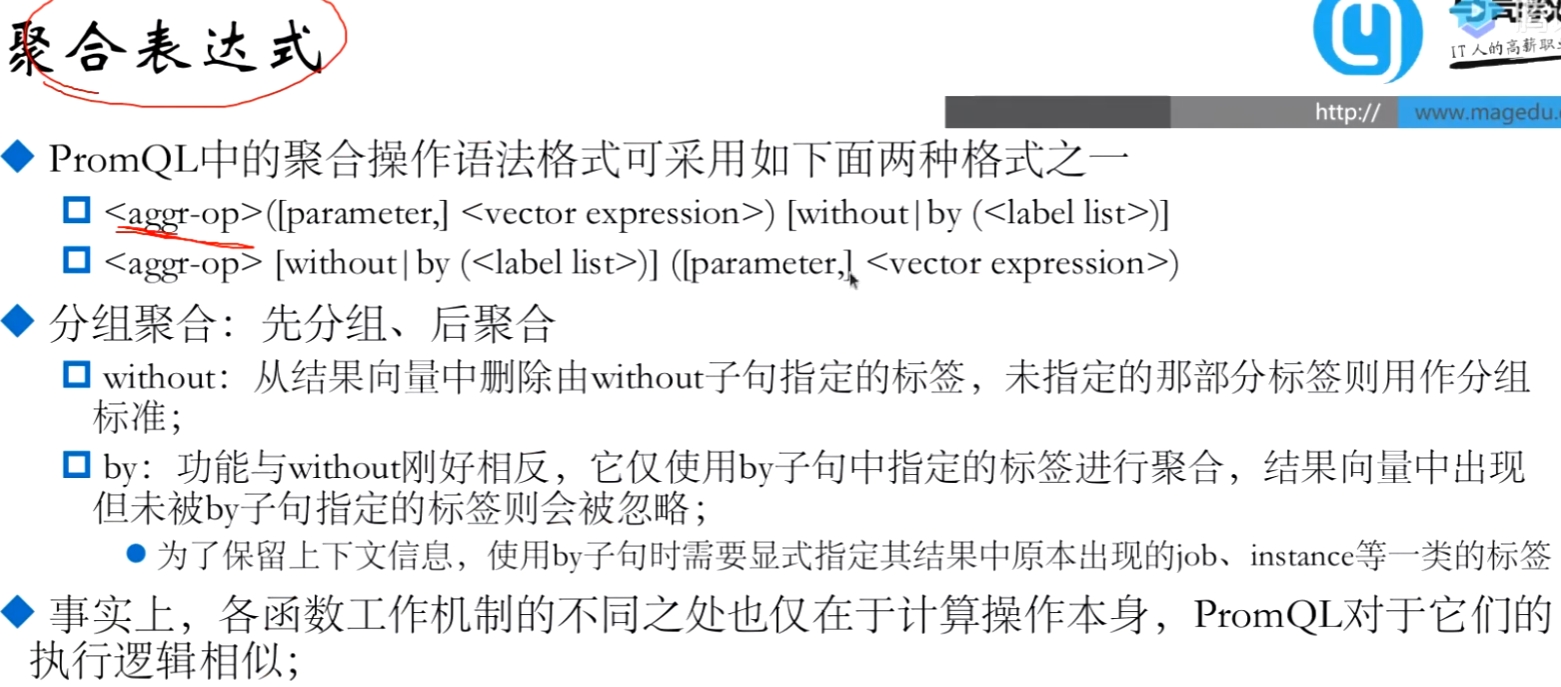 聚合表达式
IT人的高薪职业
http://
www.magedu.
PromQL中的聚合操作语法格式可采用如下面两种格式之一
<aggr-op>([parameter,] <vector expression>) [without|by (<label list>)]
<aggr-op> [without|by (<label list>)] ([parameter,] <vector expression>)
分组聚合：先分组、后聚合
without：从结果向量中删除由without子句指定的标签，未指定的那部分标签则用作分组
标准；
by：功能与without刚好相反，它仅使用by子句中指定的标签进行聚合，结果向量中出现
但未被by子句指定的标签则会被忽略；
为了保留上下文信息，使用by子句时需要显式指定其结果中原本出现的job、instance等一类的标签
事实上，各函数工作机制的不同之处也仅在于计算操作本身，PromQL对于它们的
执行逻辑相似；